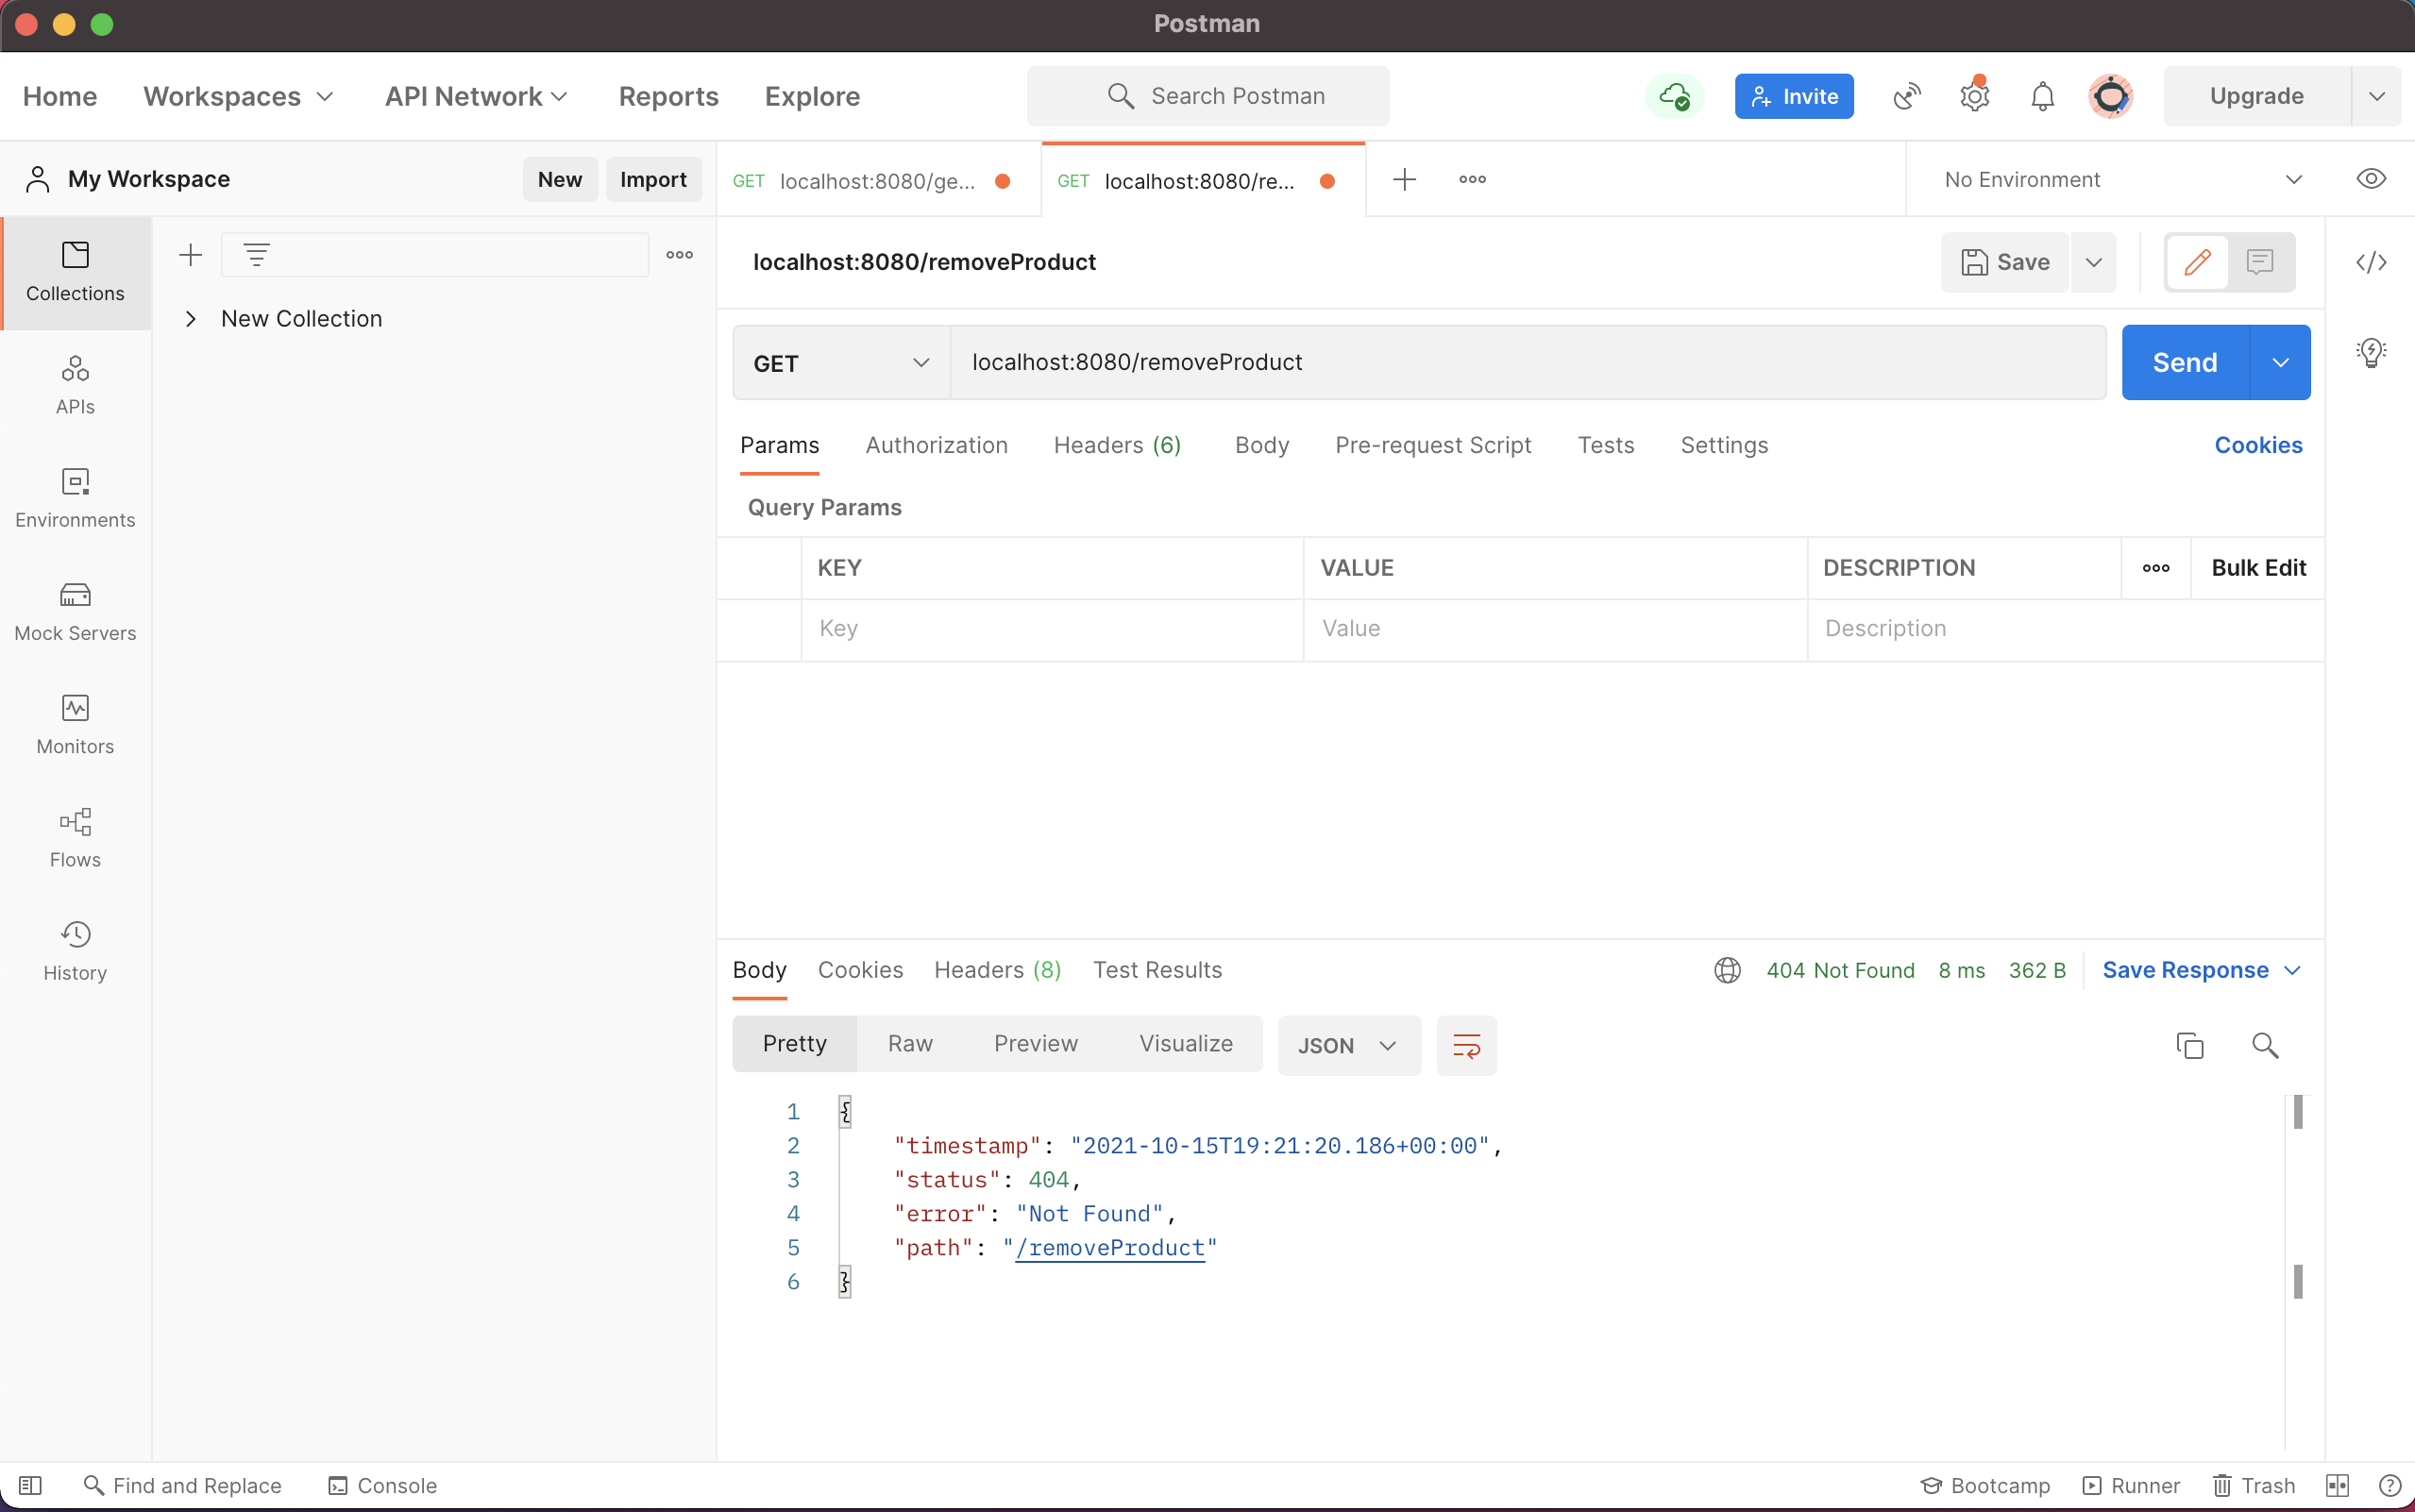 Postman
Home Workspaces API Network Reports Explore Search Postman Invite Upgrade
My Workspace New Import GET localhost:8080/ge... GET localhost:8080/re... No Environment
Collections
New Collection
APIs
Environments
Mock Servers
Monitors
Flows
History
localhost:8080/removeProduct Save
GET localhost:8080/removeProduct Send
Params Authorization Headers (6) Body Pre-request Script Tests Settings Cookies
Query Params
KEY VALUE DESCRIPTION Bulk Edit
Key Value Description
Body Cookies Headers (8) Test Results 404 Not Found 8 ms 362 B Save Response
Pretty Raw Preview Visualize JSON
1 {
2 "timestamp": "2021-10-15T19:21:20.186+00:00",
3 "status": 404,
4 "error": "Not Found",
5 "path": "/removeProduct"
6 }
Find and Replace Console Bootcamp Runner Trash